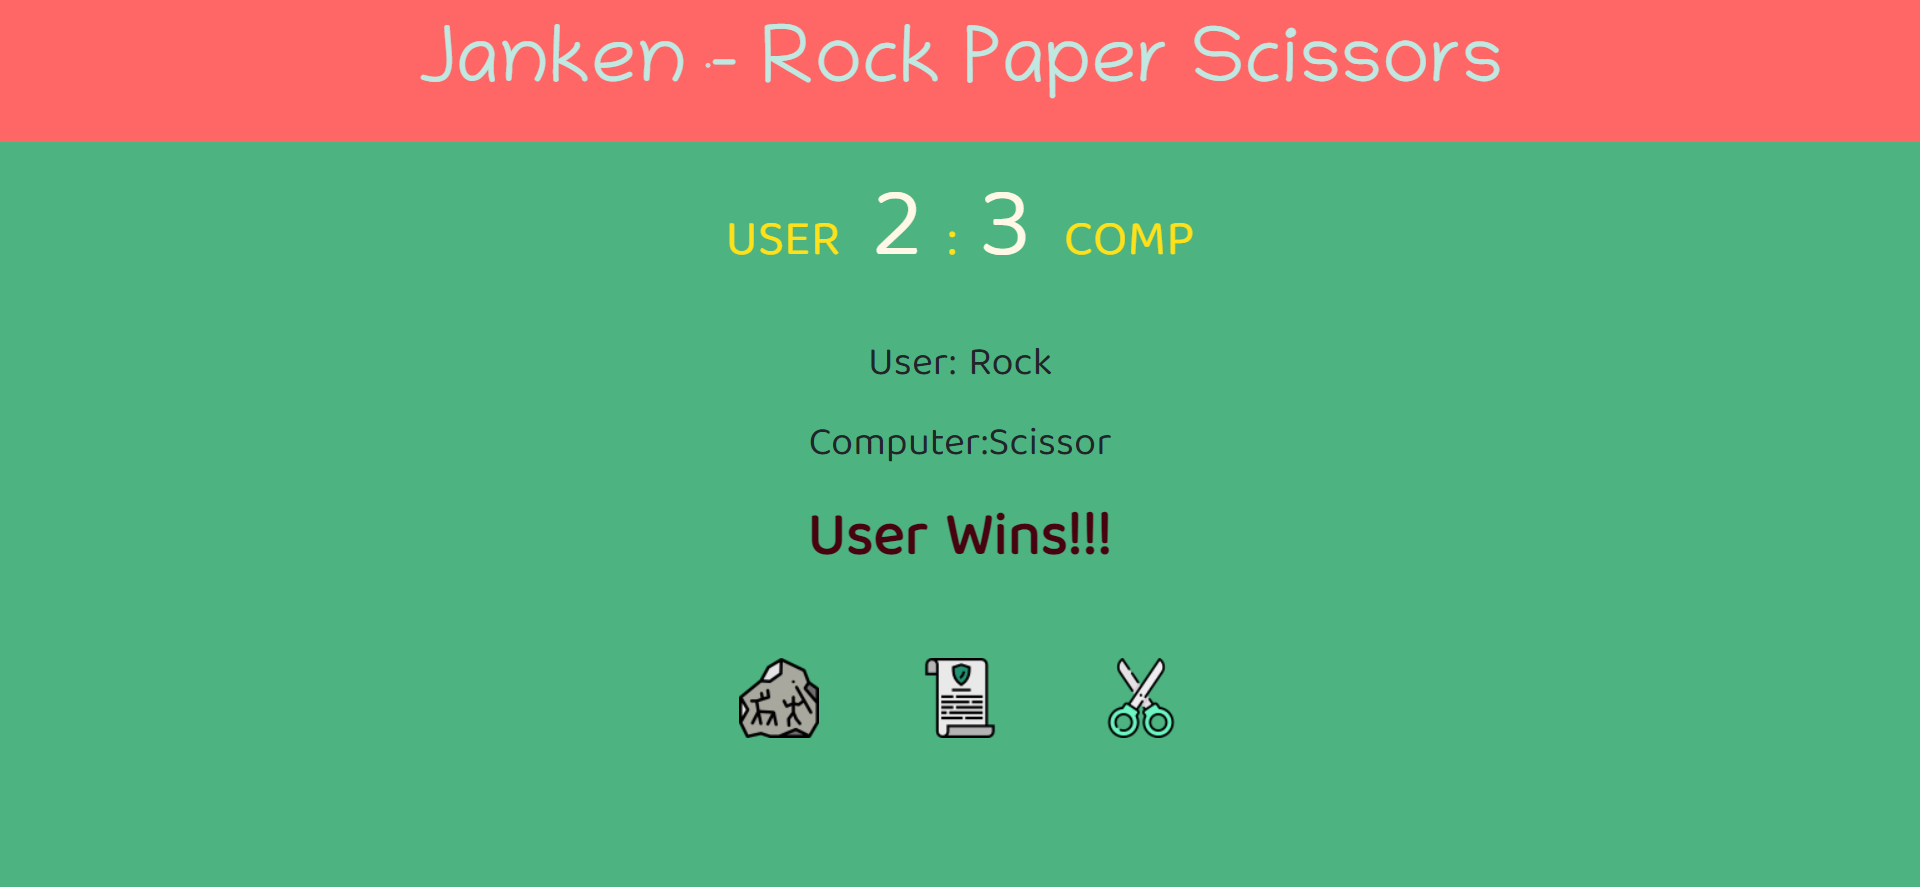 Janken - Rock Paper Scissors
USER 2 : 3 COMP
User: Rock
Computer:Scissor
User Wins!!!